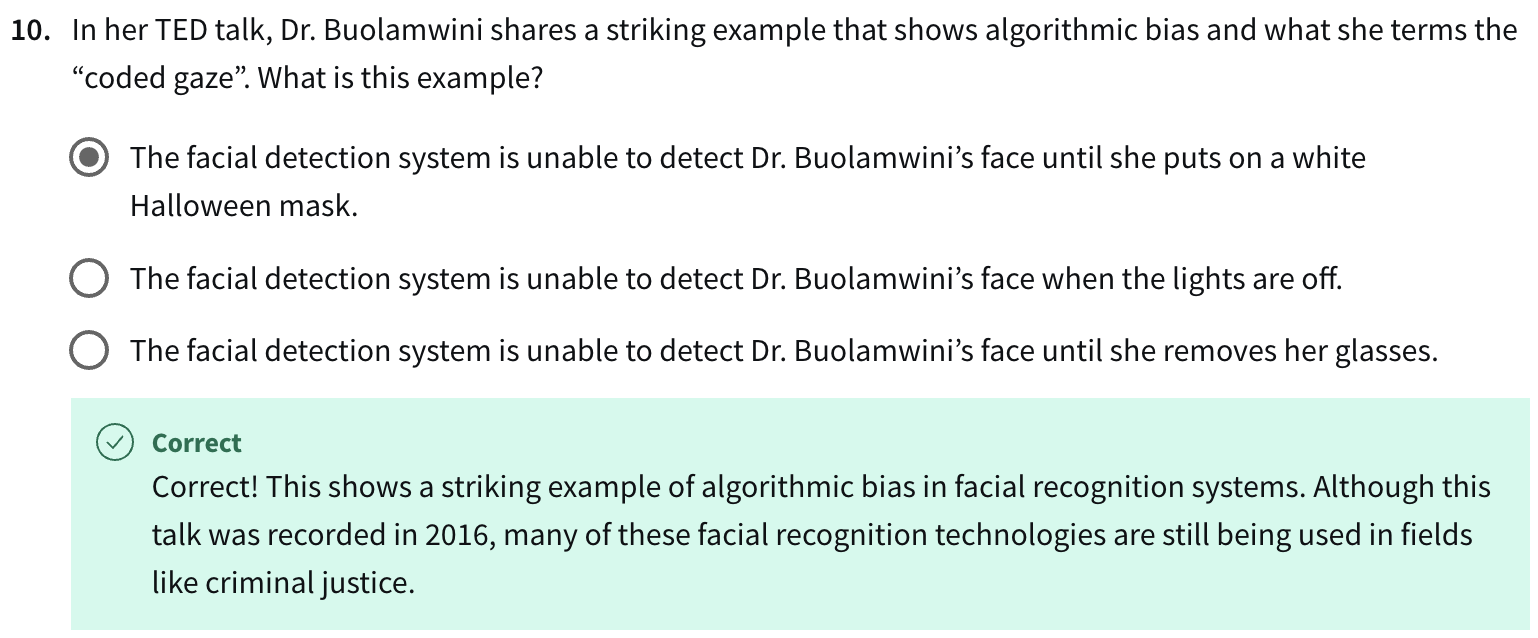 10. In her TED talk, Dr. Buolamwini shares a striking example that shows algorithmic bias and what she terms the
“coded gaze”. What is this example?
The facial detection system is unable to detect Dr. Buolamwini’s face until she puts on a white
Halloween mask.
The facial detection system is unable to detect Dr. Buolamwini’s face when the lights are off.
The facial detection system is unable to detect Dr. Buolamwini’s face until she removes her glasses.
Correct
Correct! This shows a striking example of algorithmic bias in facial recognition systems. Although this
talk was recorded in 2016, many of these facial recognition technologies are still being used in fields
like criminal justice.